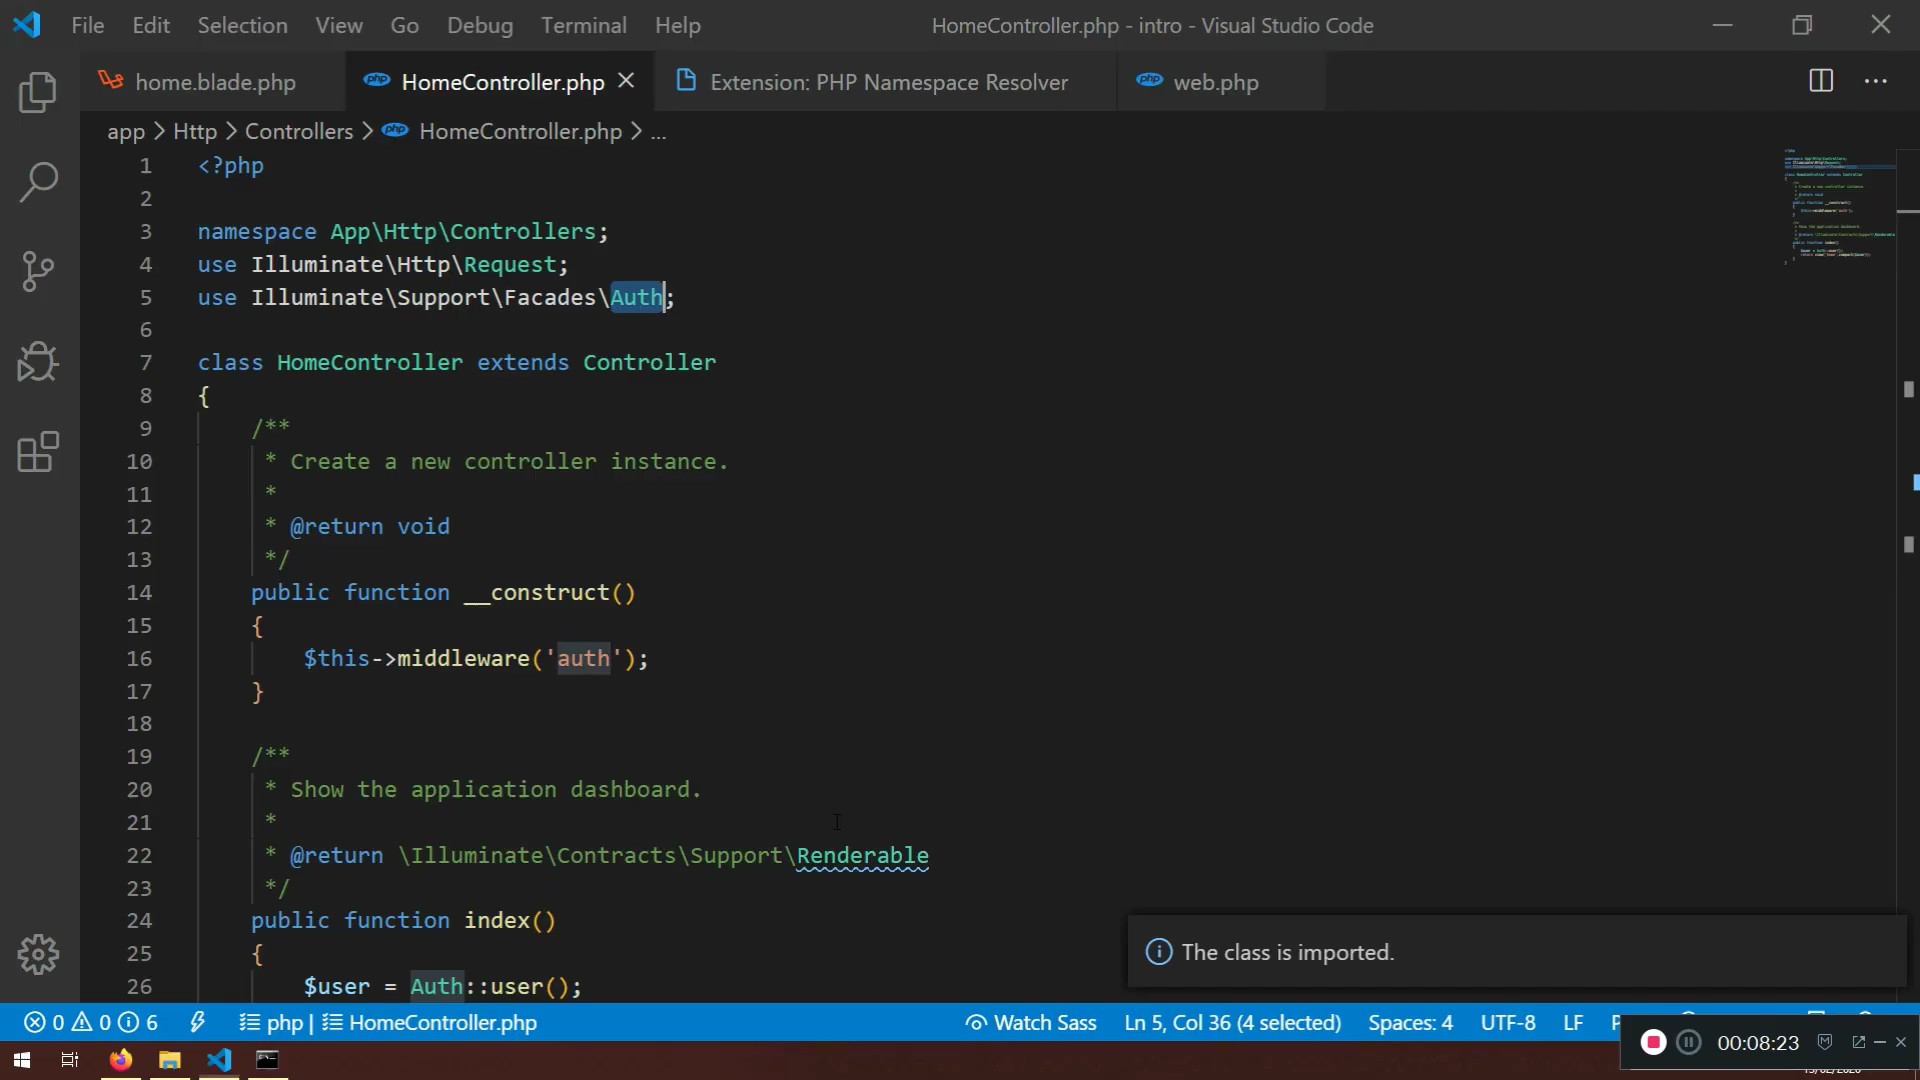 File Edit Selection View Go Debug Terminal Help HomeController.php - intro - Visual Studio Code
home.blade.php php HomeController.php Extension: PHP Namespace Resolver php web.php
app > Http > Controllers > php HomeController.php > ...
1 <?php
2
3 namespace App\Http\Controllers;
4 use Illuminate\Http\Request;
5 use Illuminate\Support\Facades\Auth;
6
7 class HomeController extends Controller
8 {
9 /**
10 * Create a new controller instance.
11 *
12 * @return void
13 */
14 public function __construct()
15 {
16 $this->middleware('auth');
17 }
18
19 /**
20 * Show the application dashboard.
21 *
22 * @return \Illuminate\Contracts\Support\Renderable
23 */
24 public function index()
25 {
26 $user = Auth::user();
The class is imported.
0 0 6 php | HomeController.php Watch Sass Ln 5, Col 36 (4 selected) Spaces: 4 UTF-8 LF
00:08:23